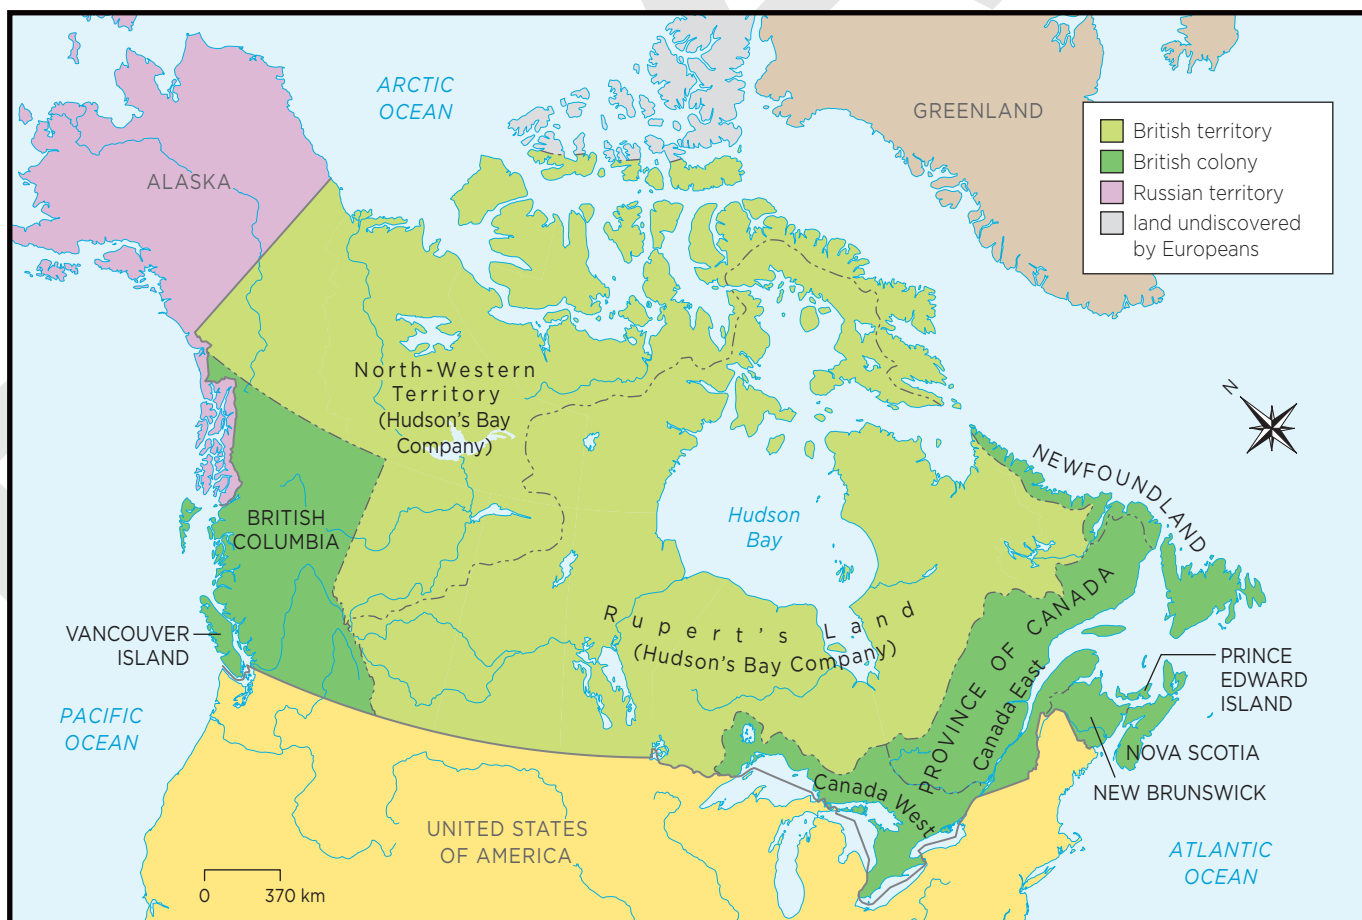 ARCTIC
OCEAN
GREENLAND
British territory
British colony
Russian territory
land undiscovered
by Europeans
ALASKA
North-Western
Territory
(Hudson's Bay
Company)
N
NEWFOUNDLAND
BRITISH
COLUMBIA
Hudson
Bay
Rupert's Land
(Hudson's Bay Company)
PROVINCE OF CANADA
Canada East
VANCOUVER
ISLAND
PRINCE
EDWARD
ISLAND
PACIFIC
OCEAN
NOVA SCOTIA
NEW BRUNSWICK
Canada West
UNITED STATES
OF AMERICA
ATLANTIC
OCEAN
0 370 km